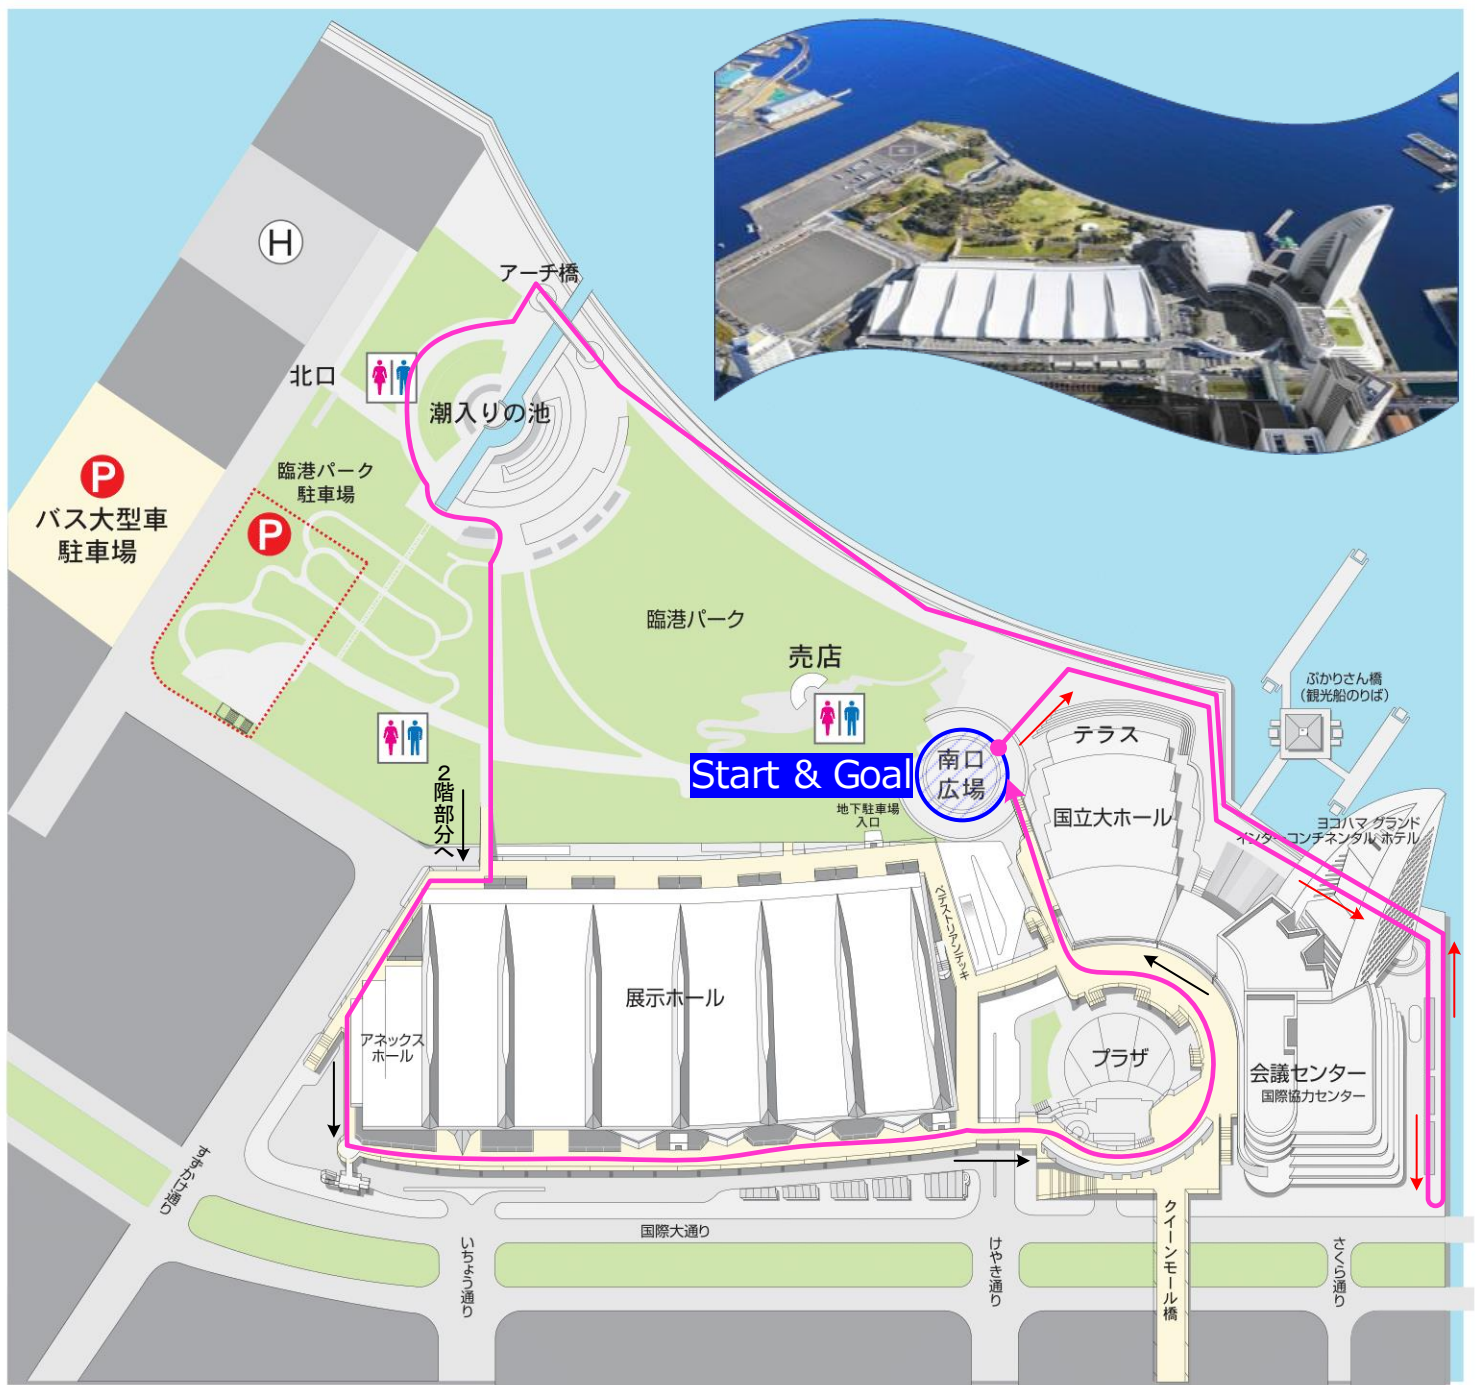 H
アーチ橋
北口
潮入りの池
臨港パーク
駐車場
P
P
バス大型車
駐車場
臨港パーク
売店
ぷかりさん橋
(観光船のりば)
テラス
Start & Goal
南口
広場
地下駐車場
入口
国立大ホール
2階部分へ
ヨコハマ グランド
インターコンチネンタル ホテル
ペデストリアンデッキ
展示ホール
アネックス
ホール
プラザ
会議センター
国際協力センター
すずかけ通り
国際大通り
いちょう通り
けやき通り
クイーンモール橋
さくら通り